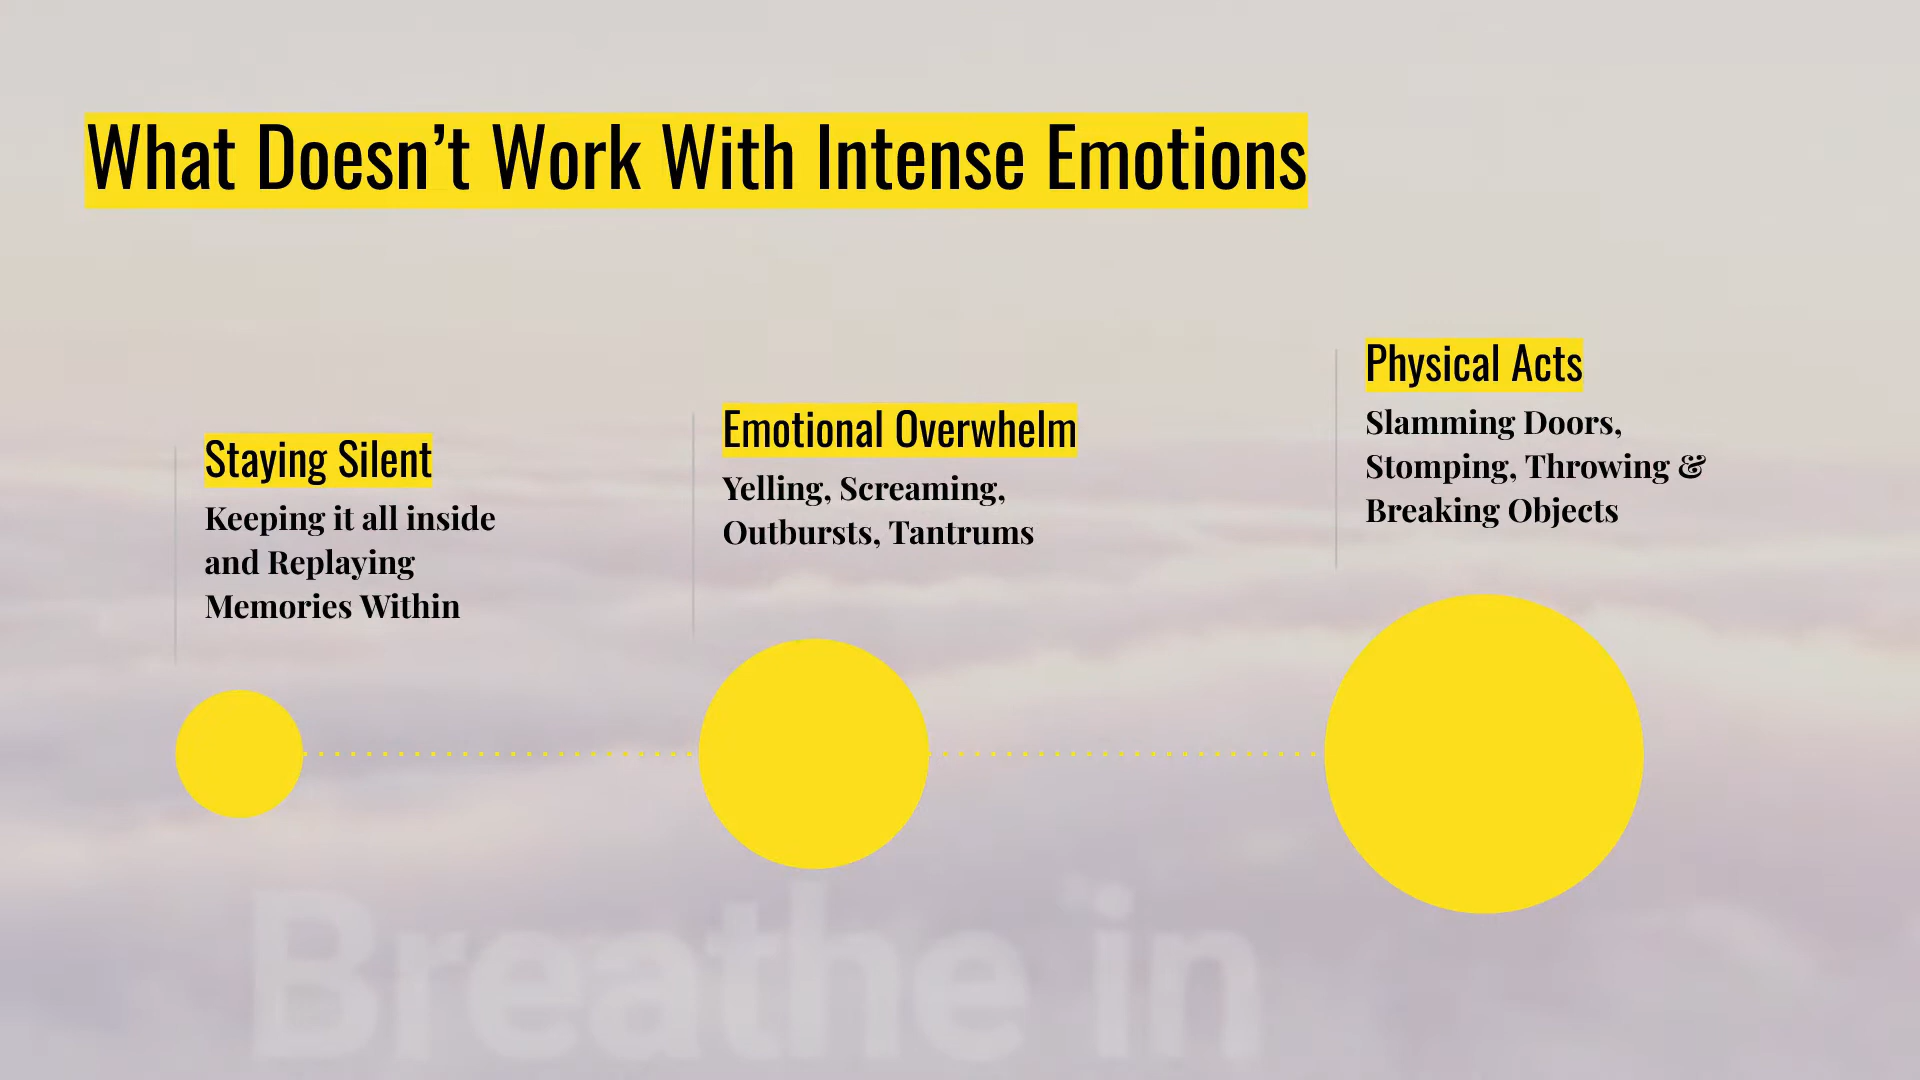 What Doesn’t Work With Intense Emotions
Staying Silent
Keeping it all inside
and Replaying
Memories Within
Emotional Overwhelm
Yelling, Screaming,
Outbursts, Tantrums
Physical Acts
Slamming Doors,
Stomping, Throwing &
Breaking Objects
Breathe in